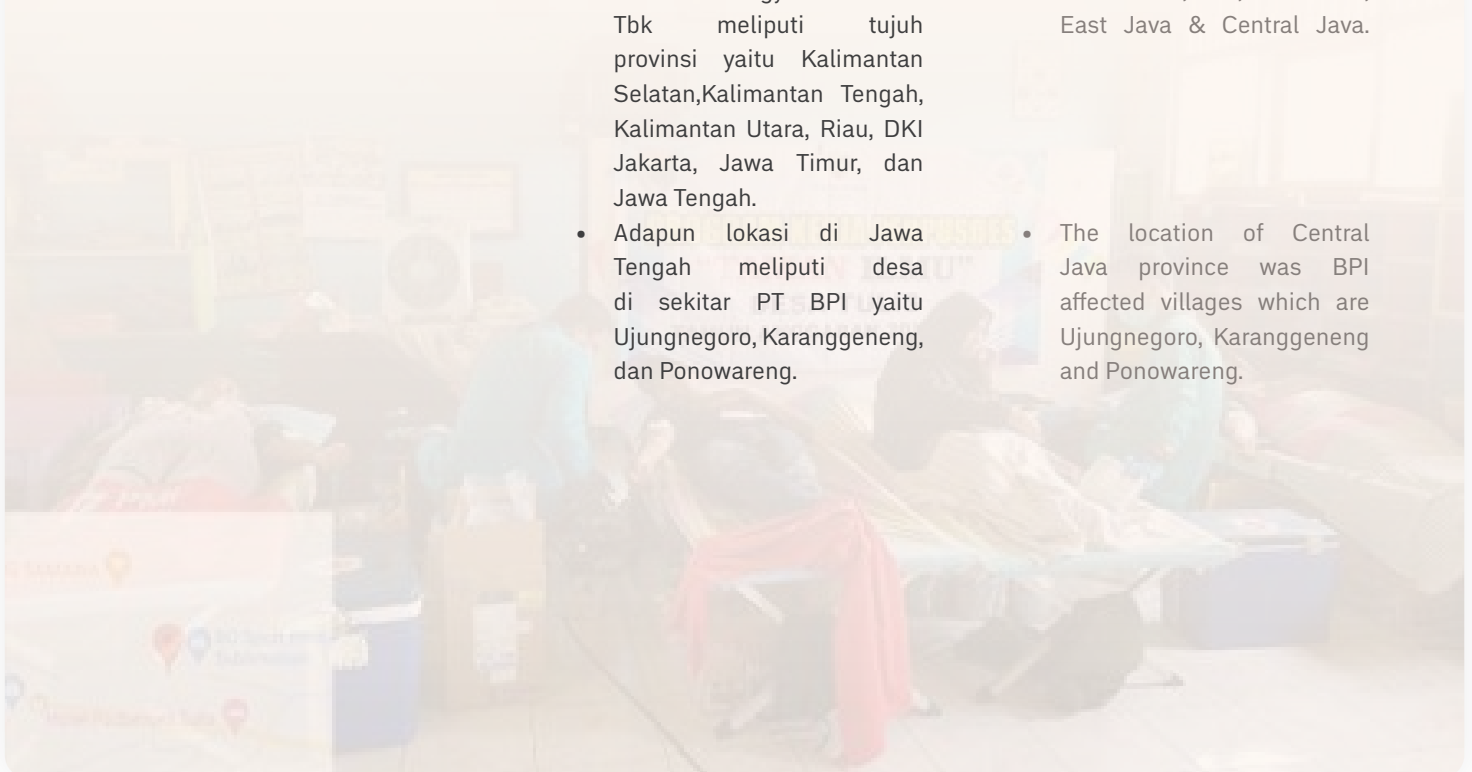 Tbk meliputi tujuh
provinsi yaitu Kalimantan
Selatan,Kalimantan Tengah,
Kalimantan Utara, Riau, DKI
Jakarta, Jawa Timur, dan
Jawa Tengah.
• Adapun lokasi di Jawa
Tengah meliputi desa
di sekitar PT BPI yaitu
Ujungnegoro, Karanggeneng,
dan Ponowareng.
East Java & Central Java.
• The location of Central
Java province was BPI
affected villages which are
Ujungnegoro, Karanggeneng
and Ponowareng.